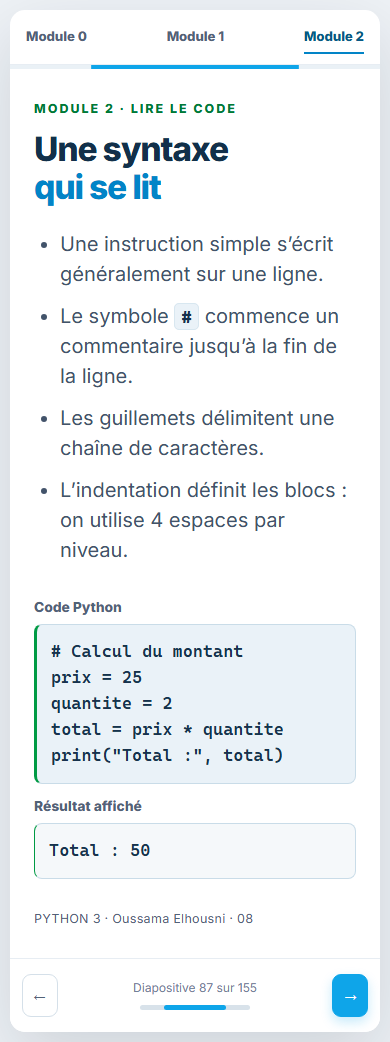 Module 0 Module 1 Module 2
MODULE 2 · LIRE LE CODE
Une syntaxe
qui se lit
• Une instruction simple s’écrit
généralement sur une ligne.
• Le symbole # commence un
commentaire jusqu’à la fin de
la ligne.
• Les guillemets délimitent une
chaîne de caractères.
• L’indentation définit les blocs :
on utilise 4 espaces par
niveau.
Code Python
# Calcul du montant
prix = 25
quantite = 2
total = prix * quantite
print("Total :", total)
Résultat affiché
Total : 50
PYTHON 3 · Oussama Elhousni · 08
← Diapositive 87 sur 155 →